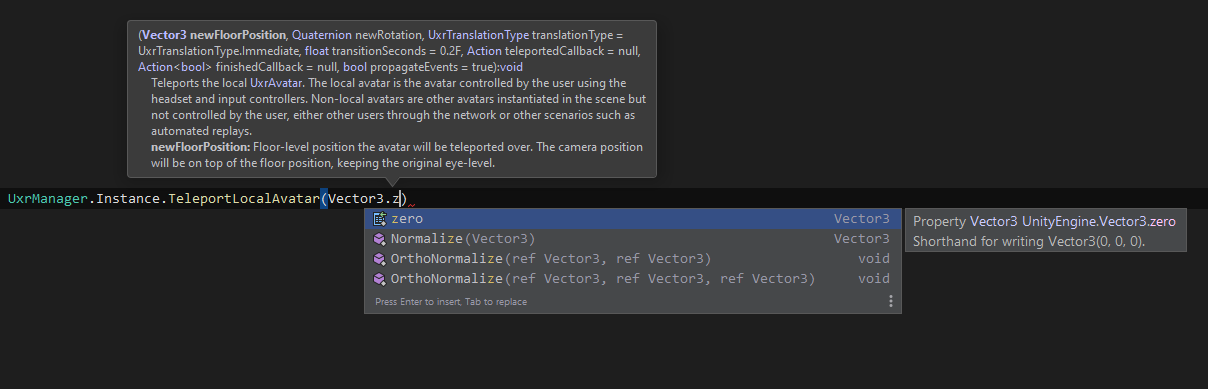 (Vector3 newFloorPosition, Quaternion newRotation, UxrTranslationType translationType =
UxrTranslationType.Immediate, float transitionSeconds = 0.2F, Action teleportedCallback = null,
Action<bool> finishedCallback = null, bool propagateEvents = true):void
Teleports the local UxrAvatar. The local avatar is the avatar controlled by the user using the
headset and input controllers. Non-local avatars are other avatars instantiated in the scene but
not controlled by the user, either other users through the network or other scenarios such as
automated replays.
newFloorPosition: Floor-level position the avatar will be teleported over. The camera position
will be on top of the floor position, keeping the original eye-level.
UxrManager.Instance.TeleportLocalAvatar(Vector3.z)
zero Vector3
Normalize(Vector3) Vector3
OrthoNormalize(ref Vector3, ref Vector3) void
OrthoNormalize(ref Vector3, ref Vector3, ref Vector3) void
Press Enter to insert, Tab to replace
Property Vector3 UnityEngine.Vector3.zero
Shorthand for writing Vector3(0, 0, 0).